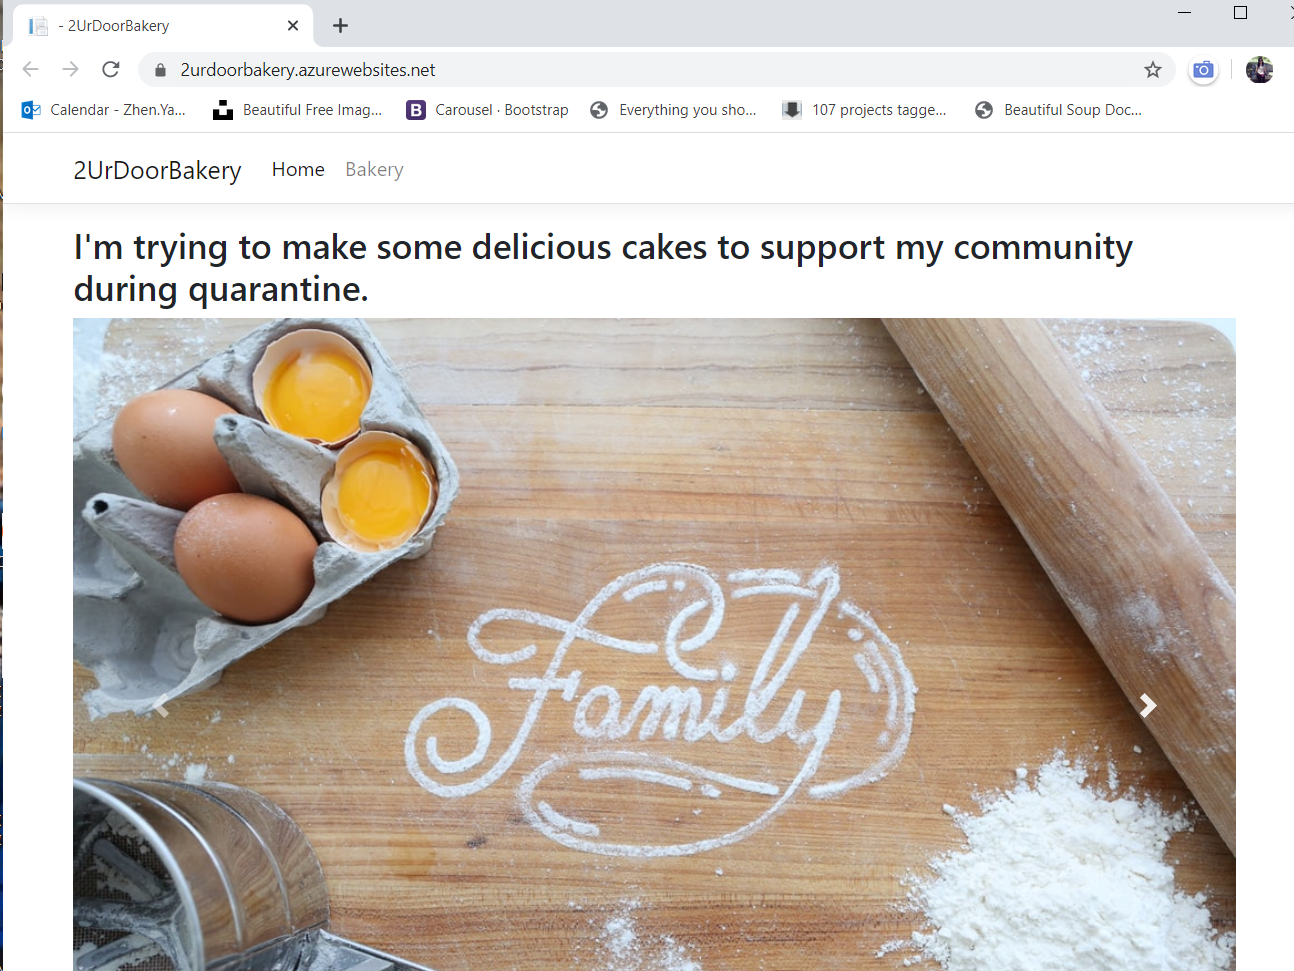 - 2UrDoorBakery
2urdoorbakery.azurewebsites.net
Calendar - Zhen.Ya... Beautiful Free Imag... Carousel · Bootstrap Everything you sho... 107 projects tagge... Beautiful Soup Doc...
2UrDoorBakery Home Bakery
I'm trying to make some delicious cakes to support my community
during quarantine.
Family